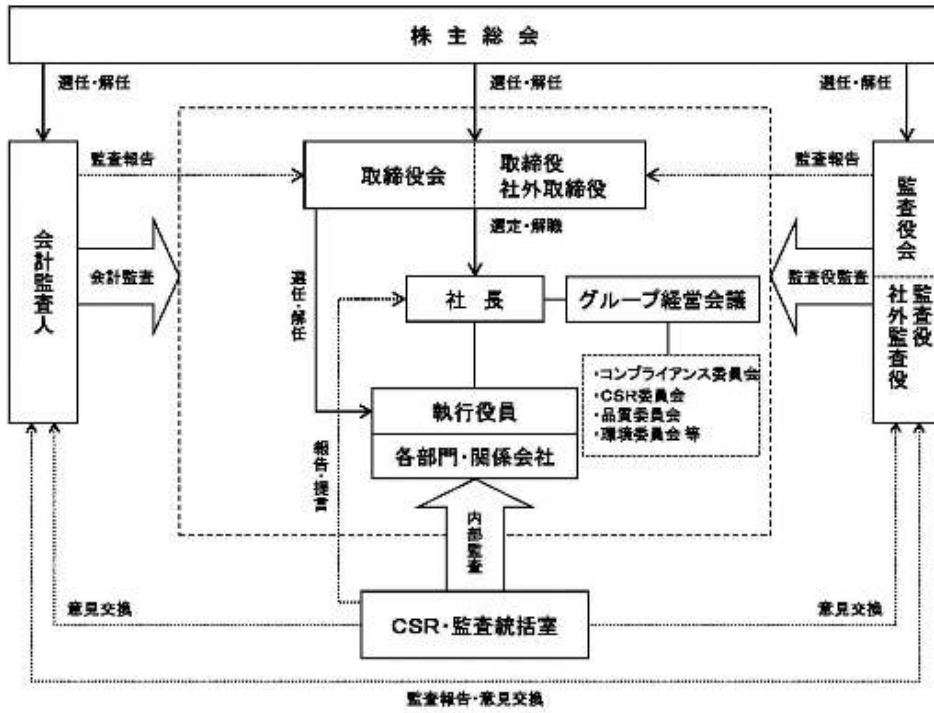 株主総会
選任・解任
選任・解任
選任・解任
会計監査人
監査報告
取締役会
取締役
社外取締役
監査報告
監査役会
監査役
社外監査役
会計監査
選定・解職
監査役監査
選任・解任
社長
グループ経営会議
・コンプライアンス委員会
・CSR委員会
・品質委員会
・環境委員会 等
執行役員
各部門・関係会社
報告・提言
内部監査
意見交換
CSR・監査統括室
意見交換
監査報告・意見交換